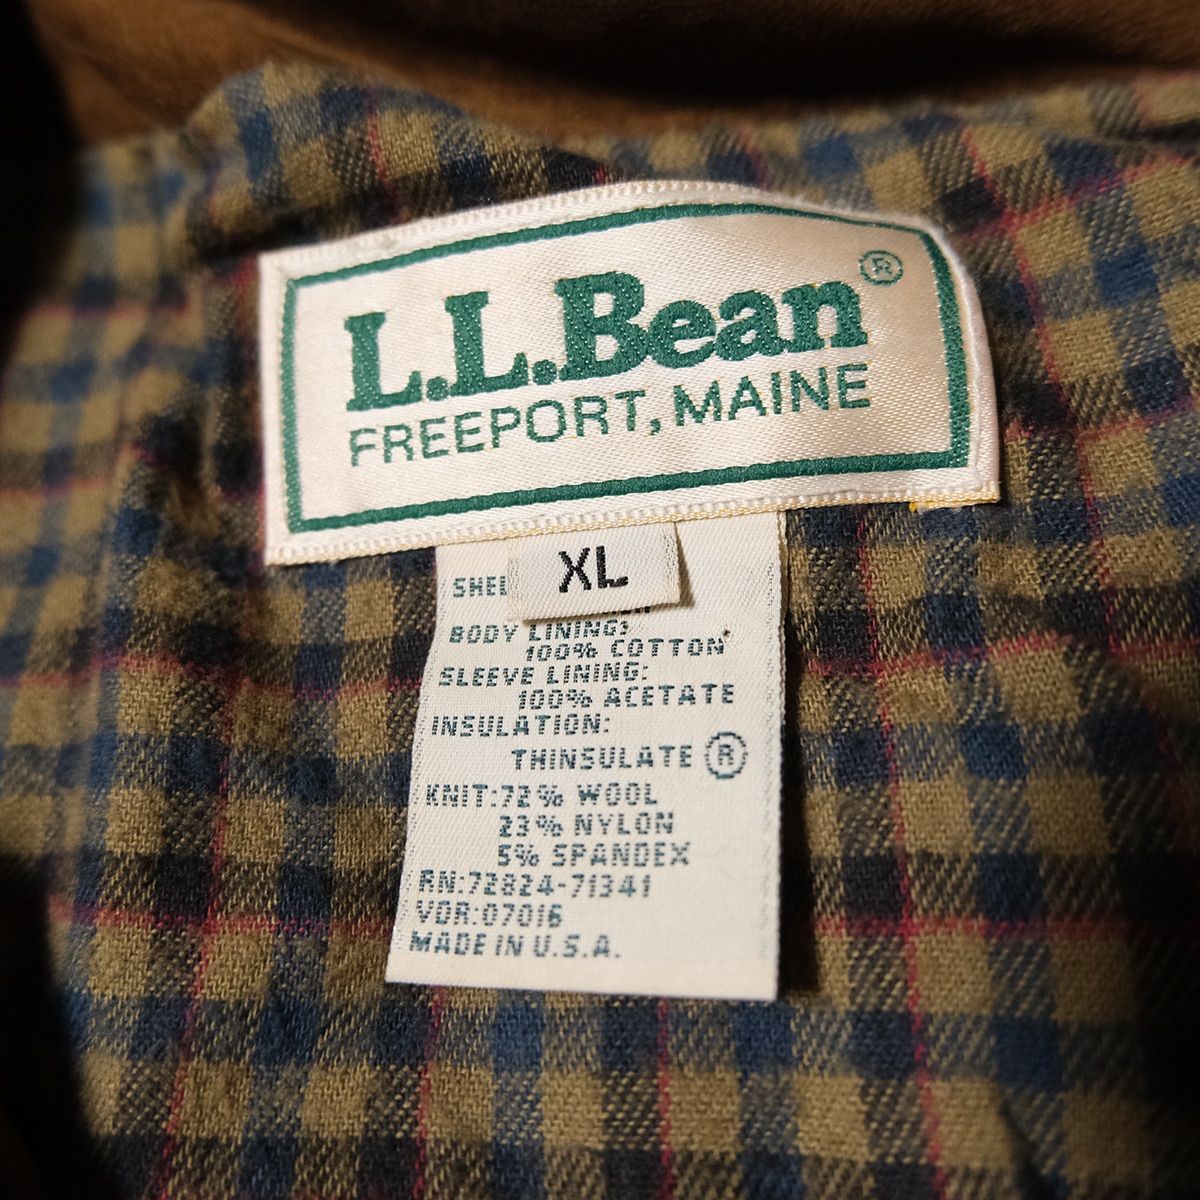 L.L.Bean®
FREEPORT, MAINE
XL
SHEL
BODY LINING:
100% COTTON
SLEEVE LINING:
100% ACETATE
INSULATION:
THINSULATE ®
KNIT:72% WOOL
23% NYLON
5% SPANDEX
RN:72824-71341
VDR:07016
MADE IN U.S.A.